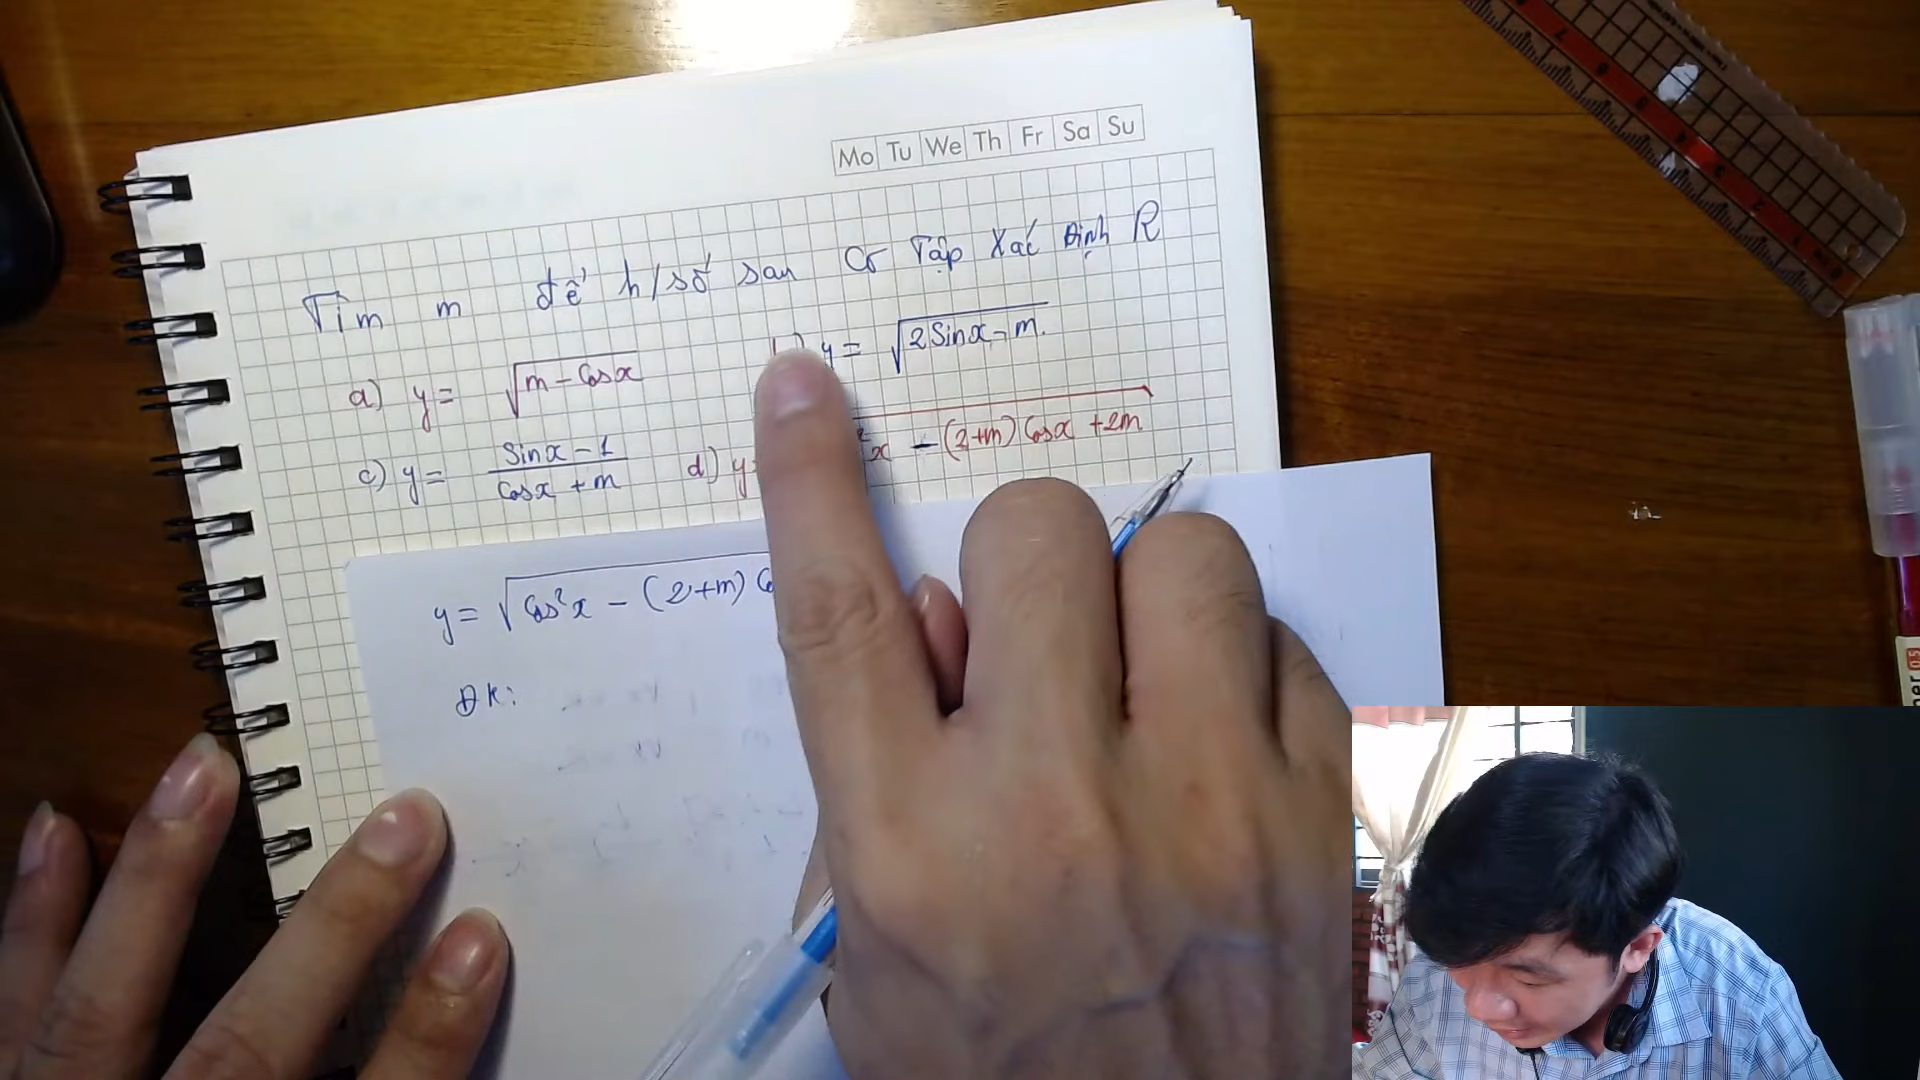 Mo Tu We Th Fr Sa Su
Tìm m để h/số sau có Tập Xác Định R
a) y = √m - Cosx
b) y = √2Sinx - m.
c) y = Sinx - 1 / Cosx + m
d) y ²x - (2+m) Cosx + 2m
y = √Cos²x - (2+m)
ĐK: